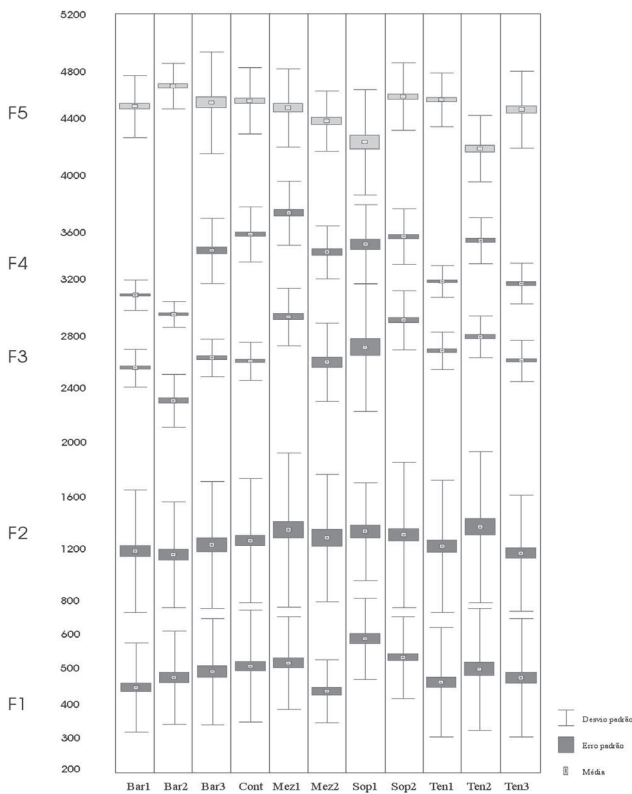 5200
4800
F5
4400
4000
3600
F4
3200
F3
2800
2400
2000
1600
F2
1200
800
600
500
F1
400
300
200
Desvio padrão
Erro padrão
Média
Bar1 Bar2 Bar3 Cont Mez1 Mez2 Sop1 Sop2 Ten1 Ten2 Ten3